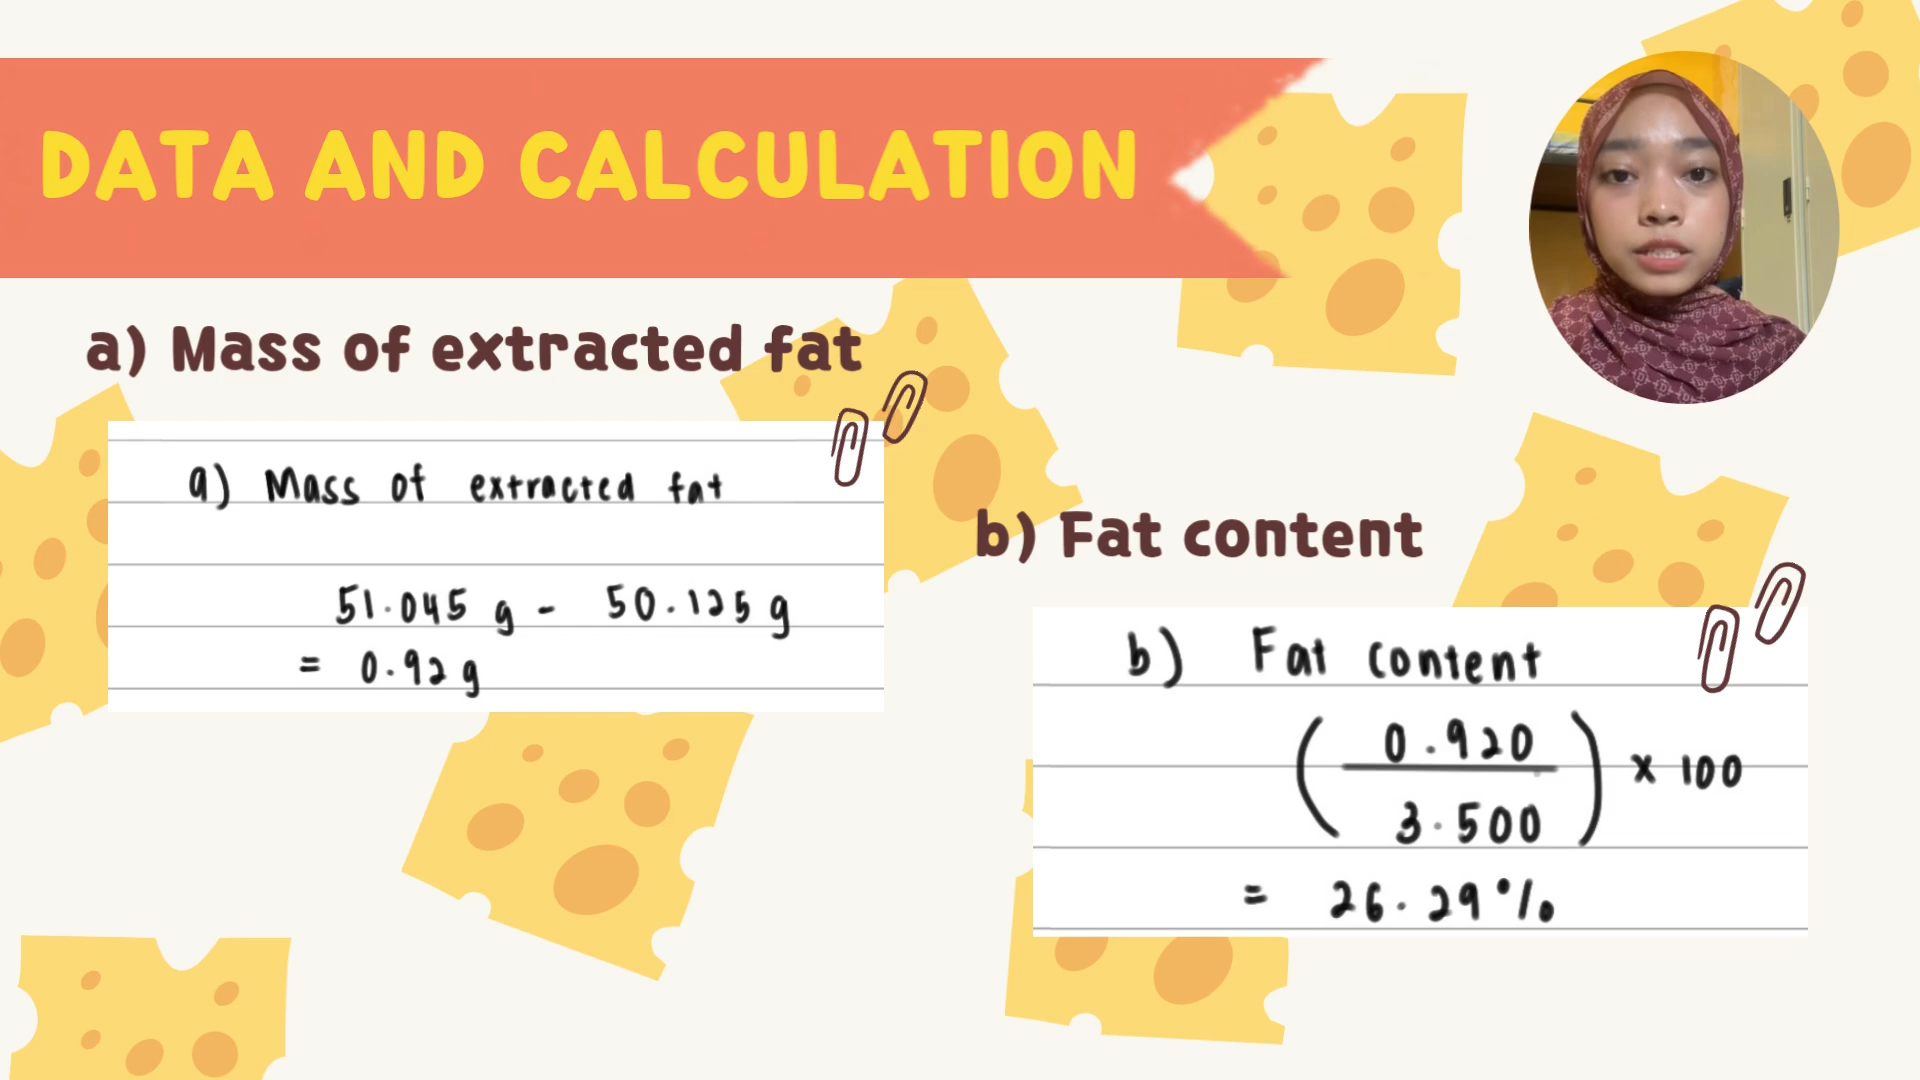 DATA AND CALCULATION
a) Mass of extracted fat
a) Mass of extracted fat
51.045 g - 50.125 g
= 0.92 g
b) Fat content
b) Fat content
(0.920 / 3.500) x 100
= 26.29%